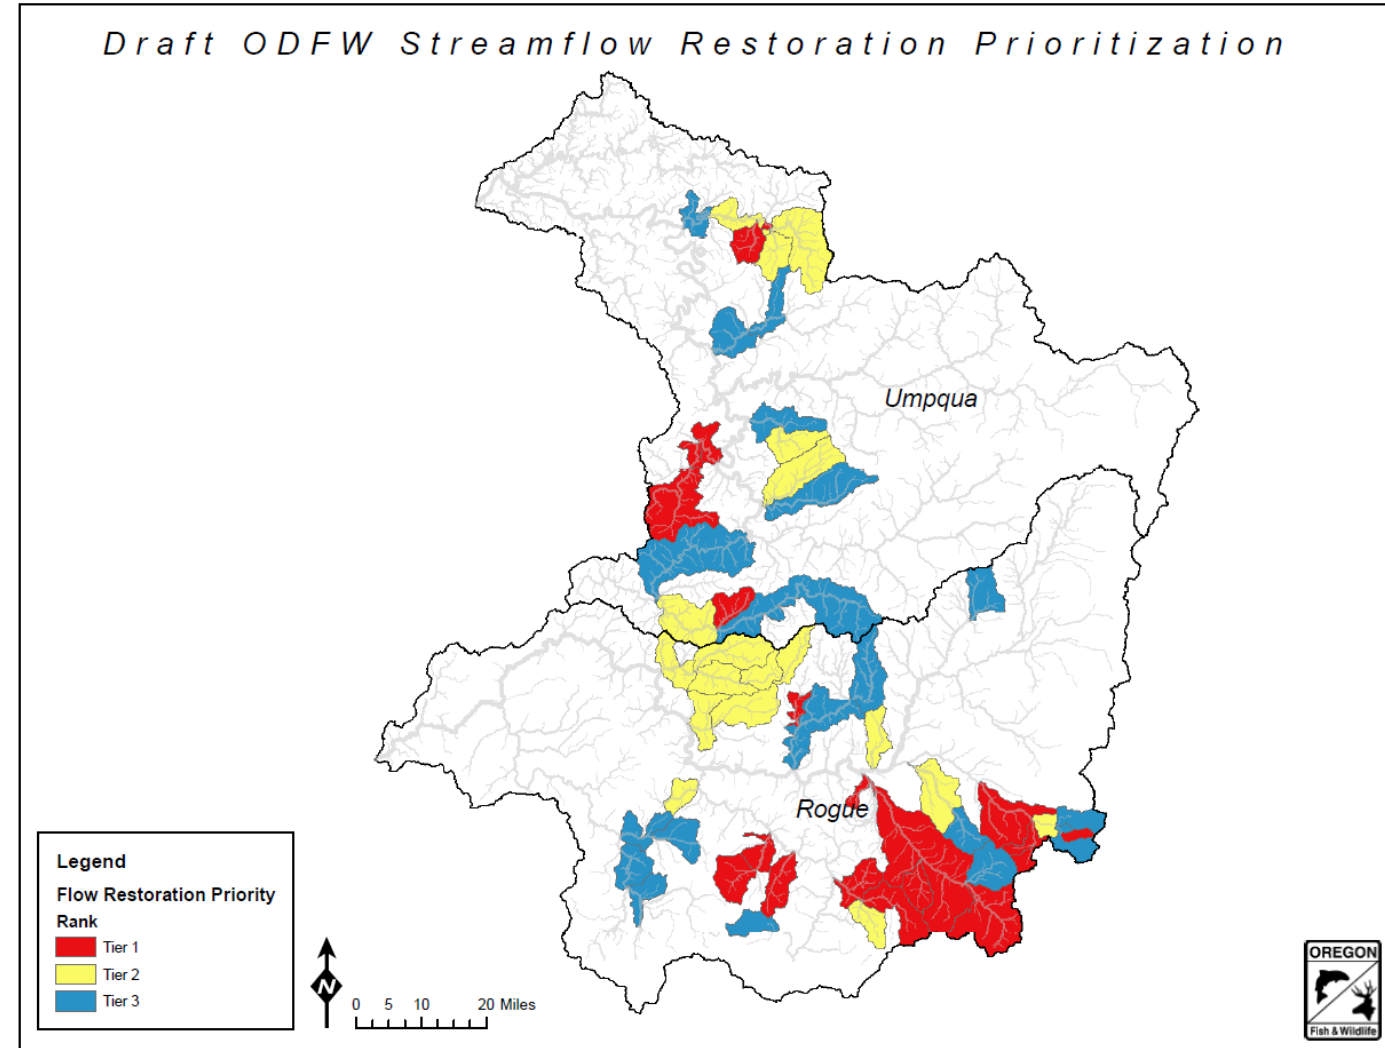 Draft ODFW Streamflow Restoration Prioritization
Umpqua
Rogue
Legend
Flow Restoration Priority
Rank
Tier 1
Tier 2
Tier 3
N
0 5 10 20 Miles
OREGON
Fish & Wildlife